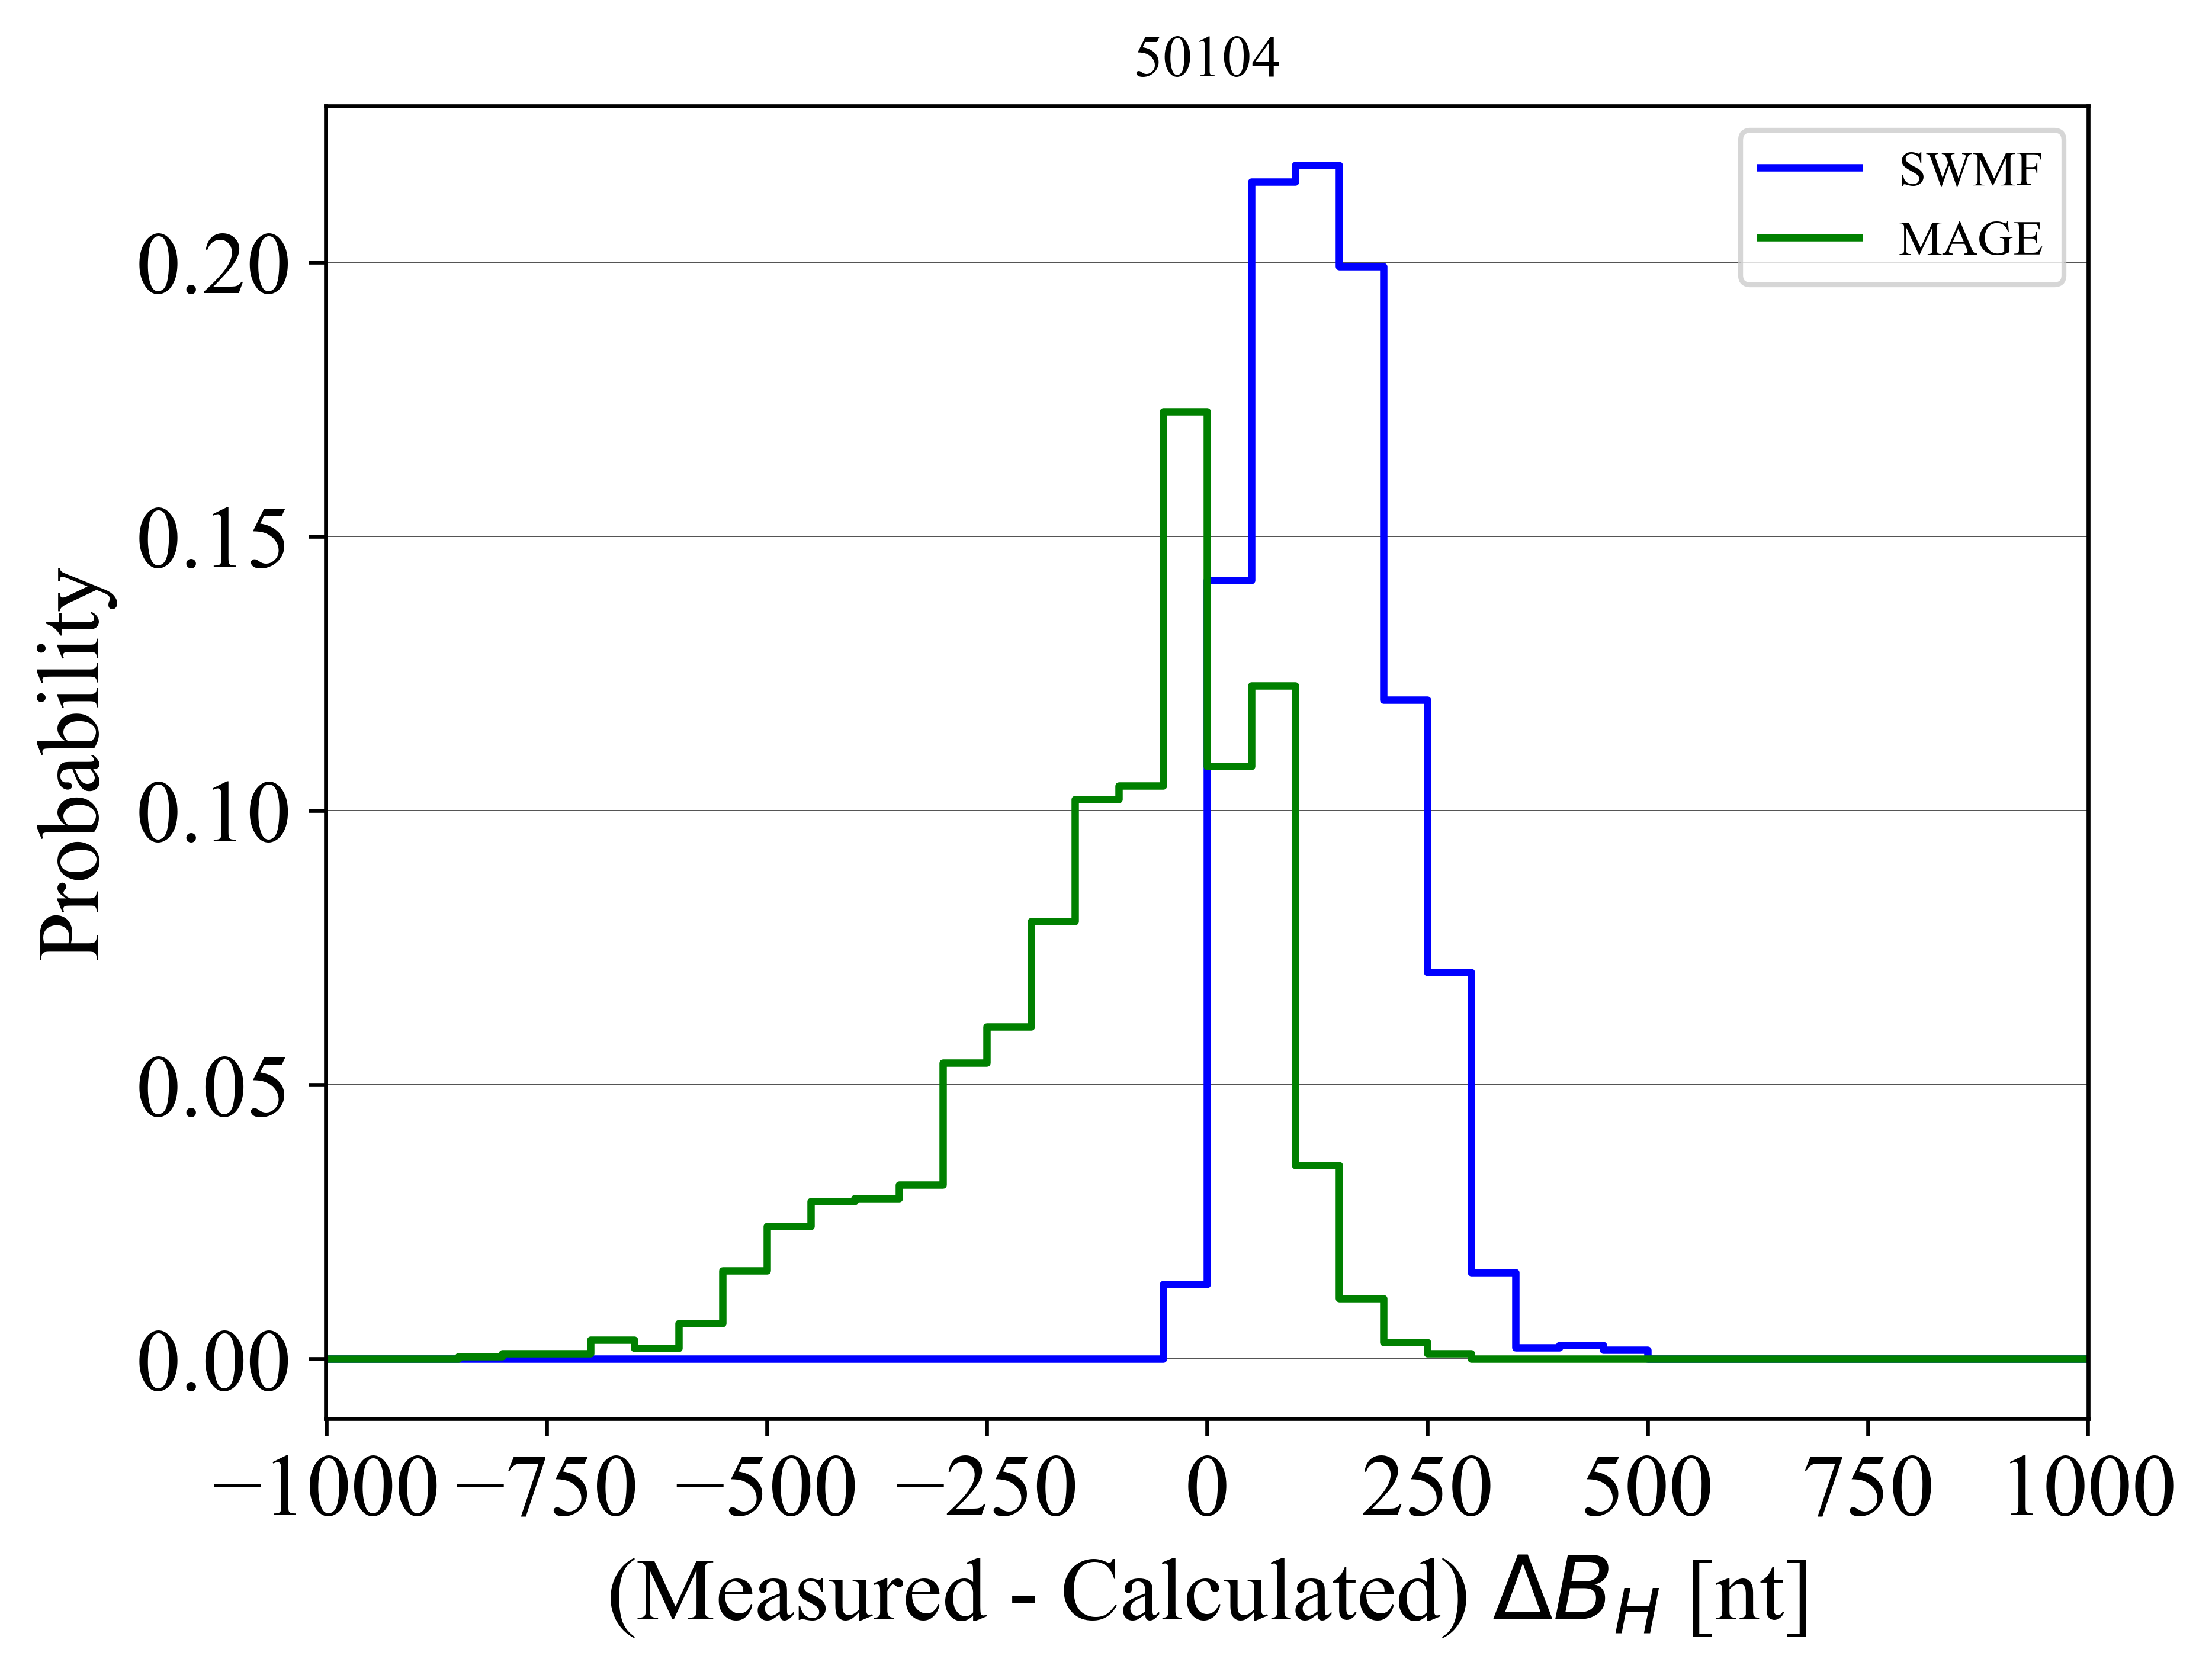 50104
SWMF
MAGE
Probability
0.20
0.15
0.10
0.05
0.00
−1000 −750 −500 −250 0 250 500 750 1000
(Measured - Calculated) ΔB_H [nt]